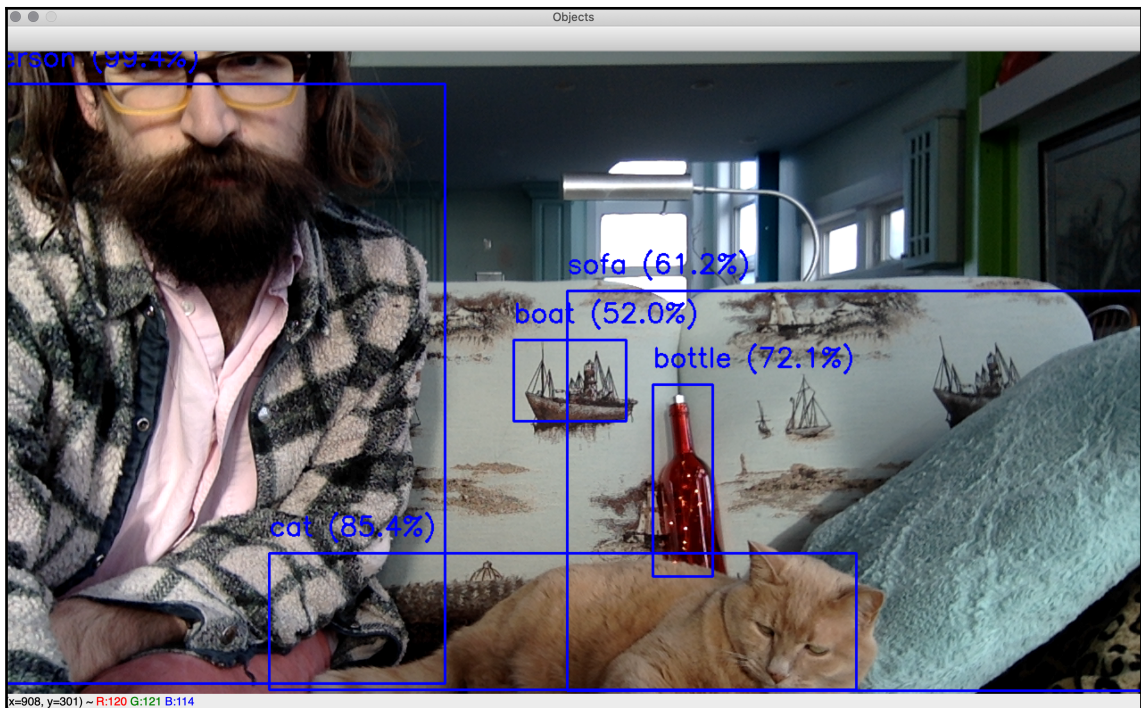 Objects
erson (99.4%)
sofa (61.2%)
boat (52.0%)
bottle (72.1%)
cat (85.4%)
x=908, y=301) ~ R:120 G:121 B:114